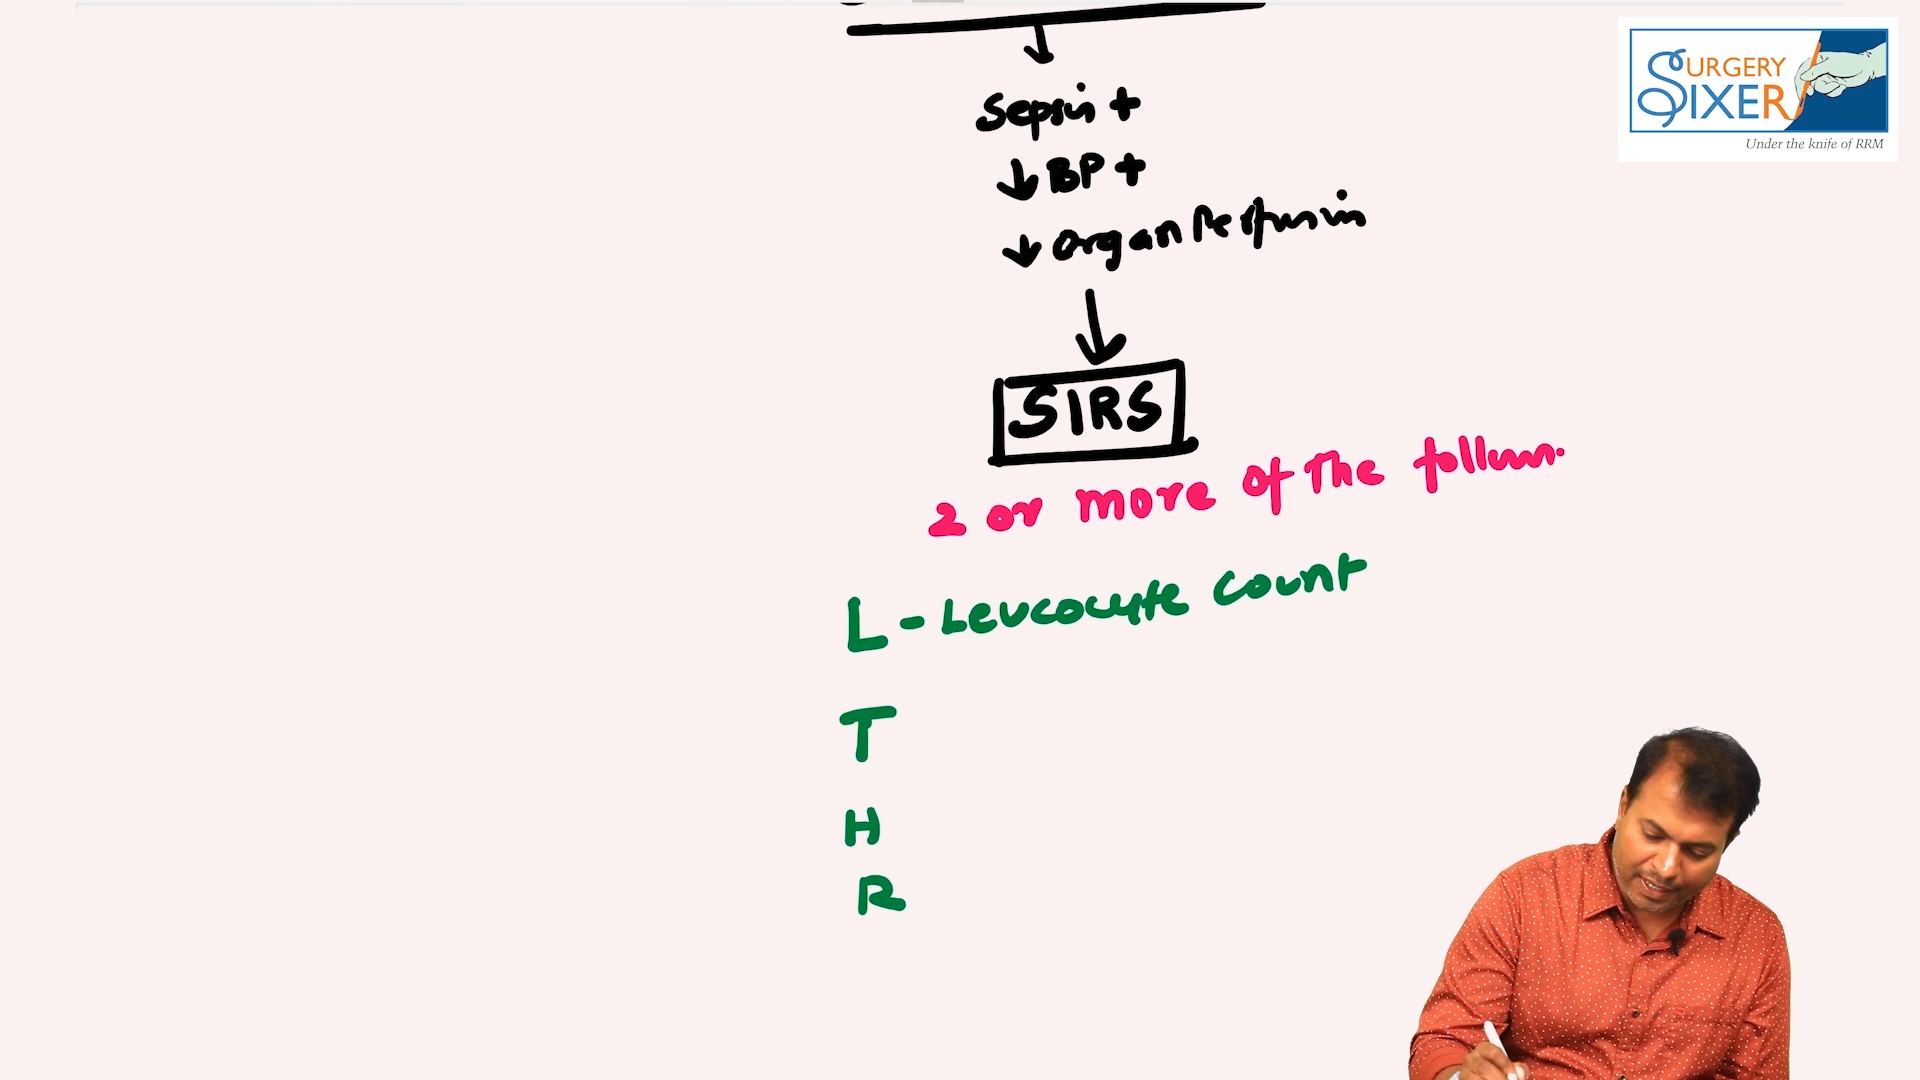 SURGERY
SIXER
Under the knife of RRM
Sepsis +
↓ BP +
↓ Organ Perfusion
SIRS
2 or more of The
L - Leucocyte count
T
H
R